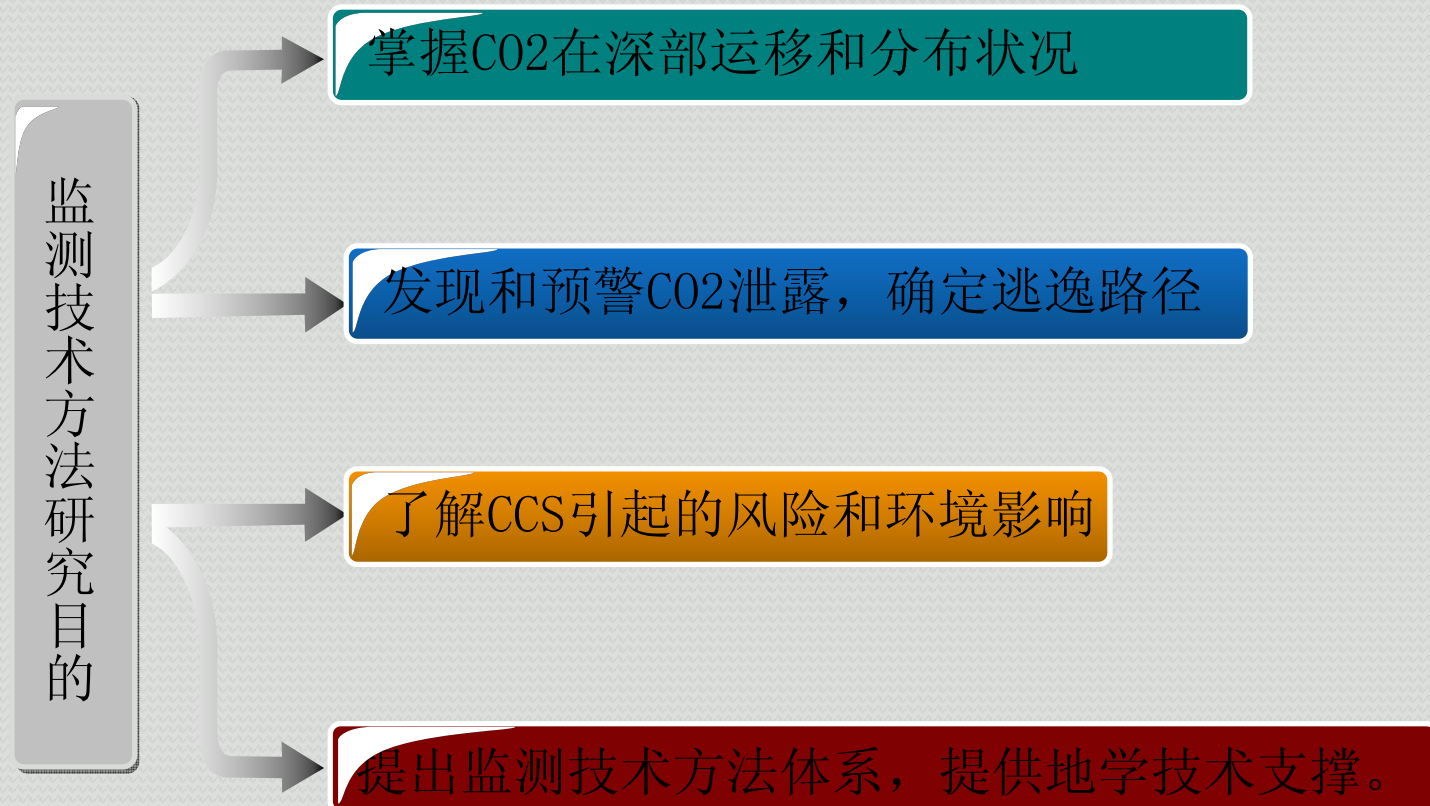 监测技术方法研究目的
掌握CO2在深部运移和分布状况
发现和预警CO2泄露，确定逃逸路径
了解CCS引起的风险和环境影响
提出监测技术方法体系，提供地学技术支撑。